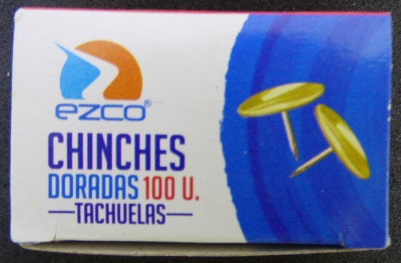 ezco®
CHINCHES
DORADAS 100 U.
TACHUELAS